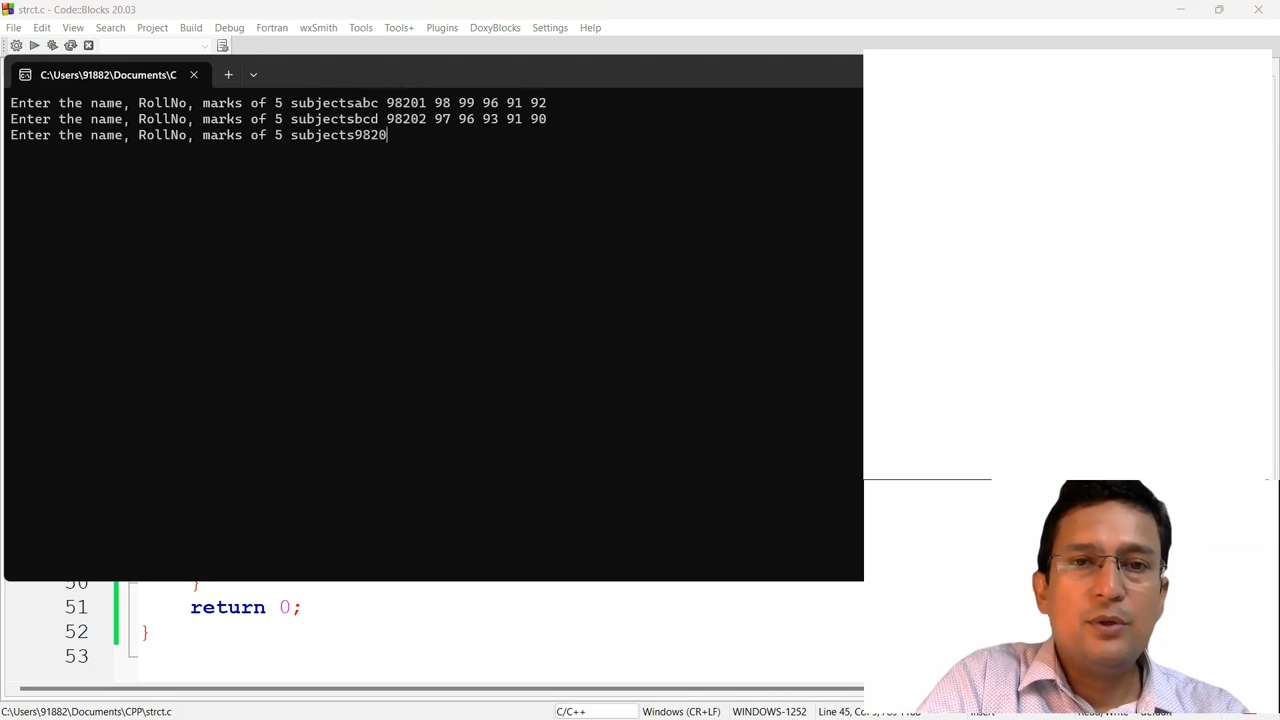 strct.c - Code::Blocks 20.03
File Edit View Search Project Build Debug Fortran wxSmith Tools Tools+ Plugins DoxyBlocks Settings Help
C:\Users\91882\Documents\C
Enter the name, RollNo, marks of 5 subjectsabc 98201 98 99 96 91 92
Enter the name, RollNo, marks of 5 subjectsbcd 98202 97 96 93 91 90
Enter the name, RollNo, marks of 5 subjects9820
50 }
51 return 0;
52 }
53
C:\Users\91882\Documents\CPP\strct.c C/C++ Windows (CR+LF) WINDOWS-1252 Line 45,